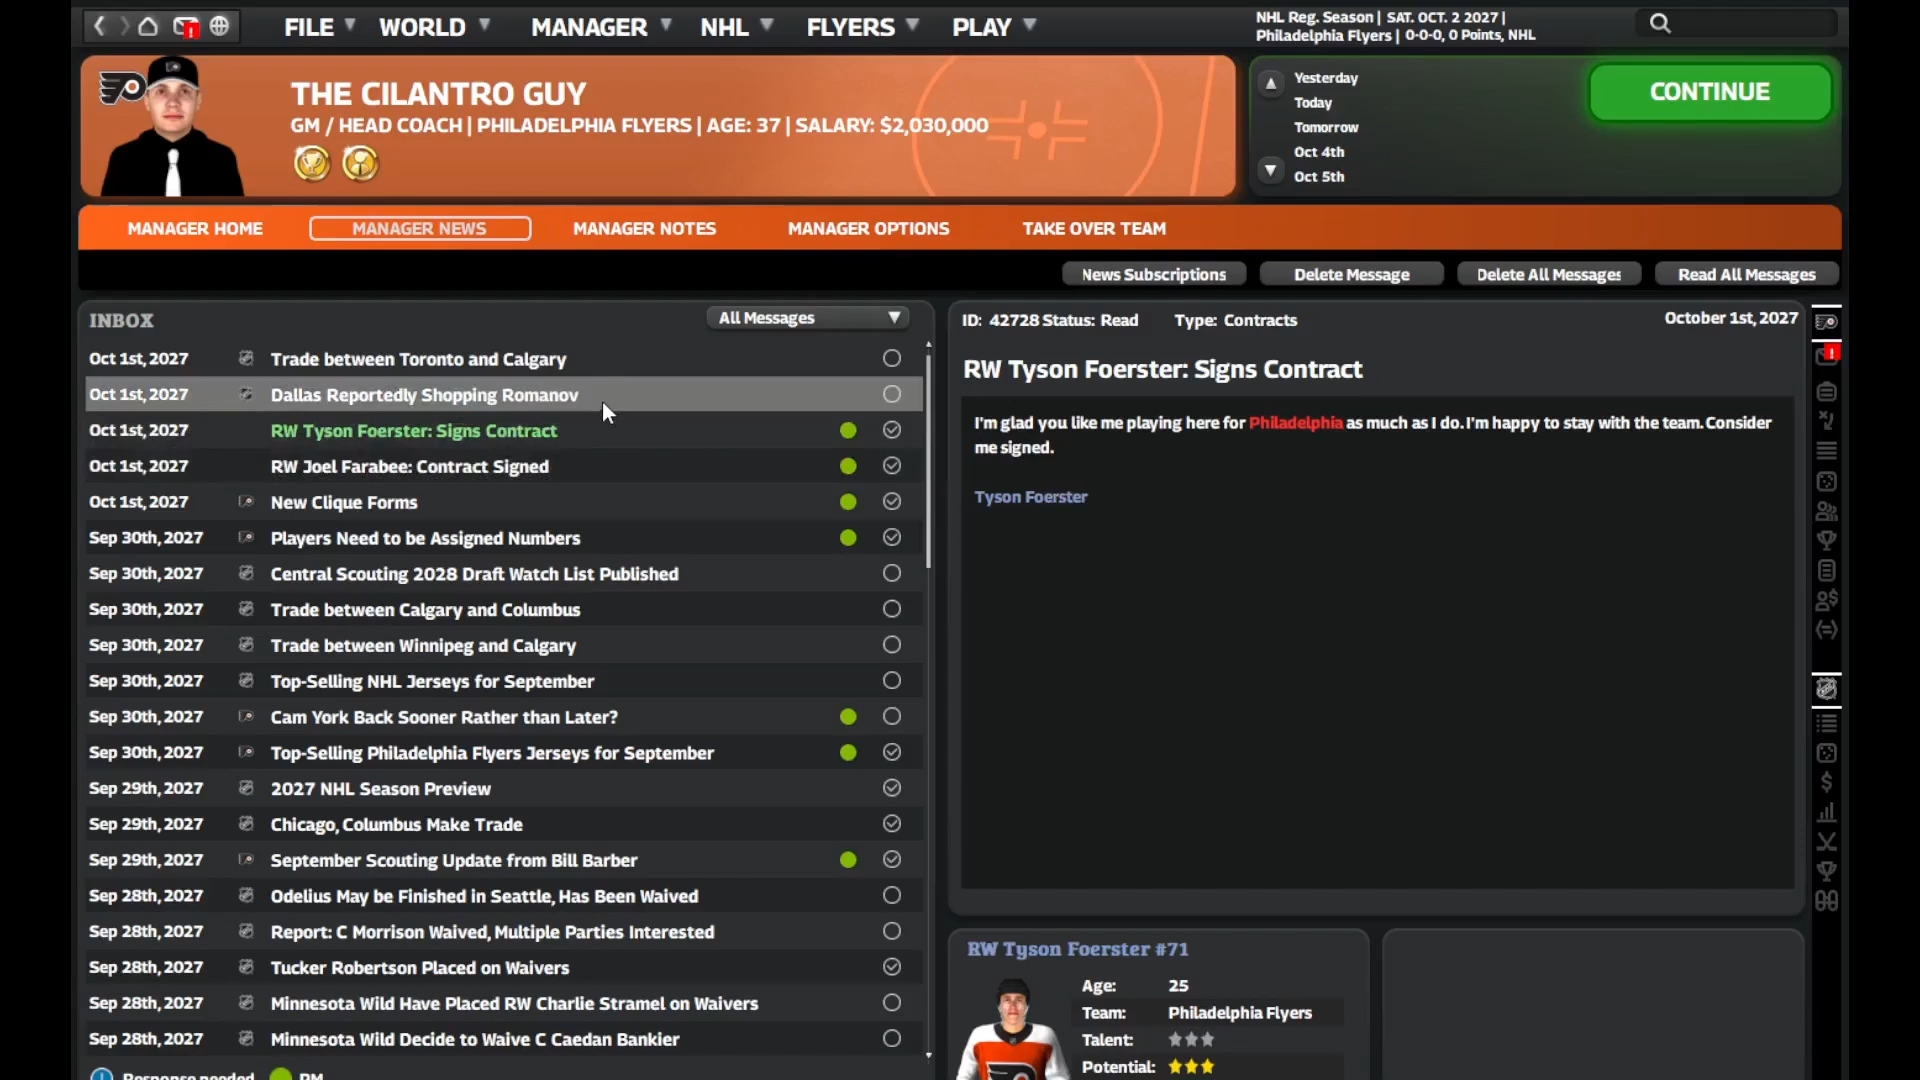 FILE WORLD MANAGER NHL FLYERS PLAY
NHL Reg. Season | SAT. OCT. 2 2027 |
Philadelphia Flyers | 0-0-0, 0 Points, NHL
THE CILANTRO GUY
GM / HEAD COACH | PHILADELPHIA FLYERS | AGE: 37 | SALARY: $2,030,000
Yesterday
Today
Tomorrow
Oct 4th
Oct 5th
CONTINUE
MANAGER HOME MANAGER NEWS MANAGER NOTES MANAGER OPTIONS TAKE OVER TEAM
News Subscriptions Delete Message Delete All Messages Read All Messages
INBOX All Messages
Oct 1st, 2027 Trade between Toronto and Calgary
Oct 1st, 2027 Dallas Reportedly Shopping Romanov
Oct 1st, 2027 RW Tyson Foerster: Signs Contract
Oct 1st, 2027 RW Joel Farabee: Contract Signed
Oct 1st, 2027 New Clique Forms
Sep 30th, 2027 Players Need to be Assigned Numbers
Sep 30th, 2027 Central Scouting 2028 Draft Watch List Published
Sep 30th, 2027 Trade between Calgary and Columbus
Sep 30th, 2027 Trade between Winnipeg and Calgary
Sep 30th, 2027 Top-Selling NHL Jerseys for September
Sep 30th, 2027 Cam York Back Sooner Rather than Later?
Sep 30th, 2027 Top-Selling Philadelphia Flyers Jerseys for September
Sep 29th, 2027 2027 NHL Season Preview
Sep 29th, 2027 Chicago, Columbus Make Trade
Sep 29th, 2027 September Scouting Update from Bill Barber
Sep 28th, 2027 Odelius May be Finished in Seattle, Has Been Waived
Sep 28th, 2027 Report: C Morrison Waived, Multiple Parties Interested
Sep 28th, 2027 Tucker Robertson Placed on Waivers
Sep 28th, 2027 Minnesota Wild Have Placed RW Charlie Stramel on Waivers
Sep 28th, 2027 Minnesota Wild Decide to Waive C Caedan Bankier
Response needed PM
ID: 42728 Status: Read Type: Contracts October 1st, 2027
RW Tyson Foerster: Signs Contract
I'm glad you like me playing here for Philadelphia as much as I do. I'm happy to stay with the team. Consider
me signed.
Tyson Foerster
RW Tyson Foerster #71
Age: 25
Team: Philadelphia Flyers
Talent:
Potential: